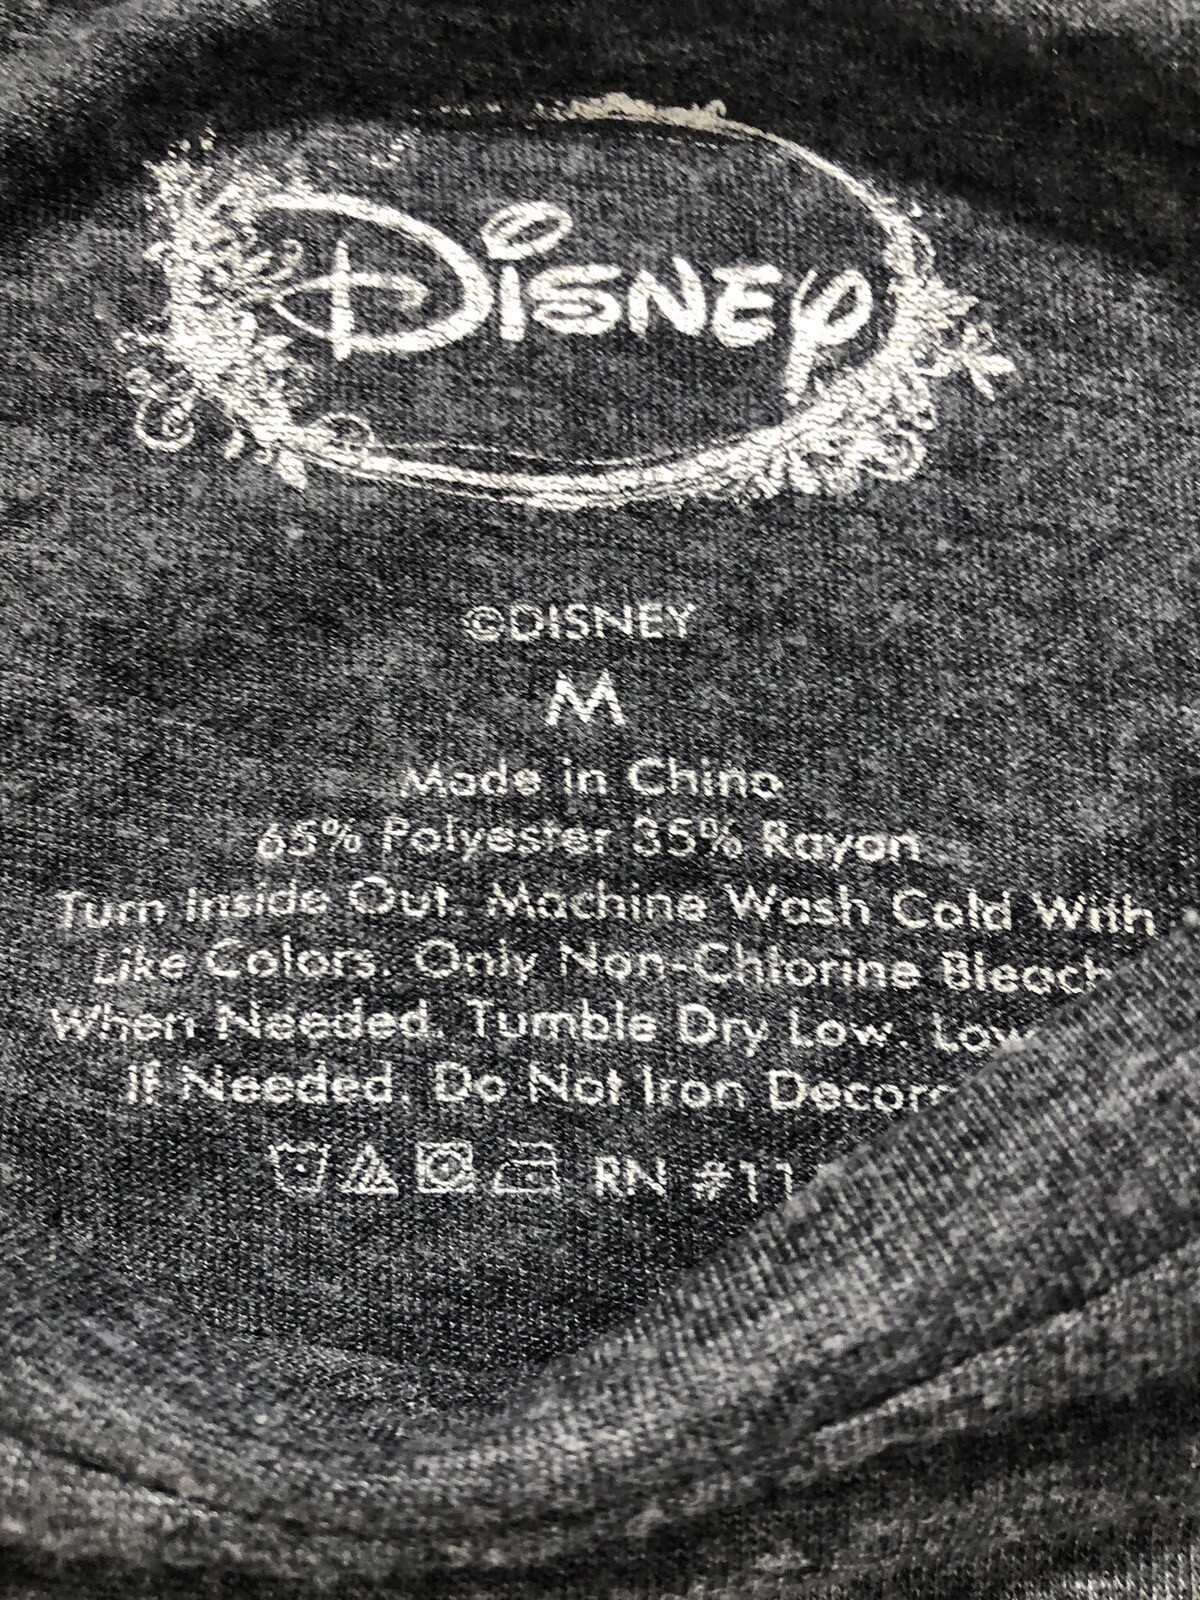 Disney
©DISNEY
M
Made in China
65% Polyester 35% Rayon
Turn Inside Out. Machine Wash Cold With
Like Colors. Only Non-Chlorine Bleach
When Needed. Tumble Dry Low. Low
If Needed. Do Not Iron
RN